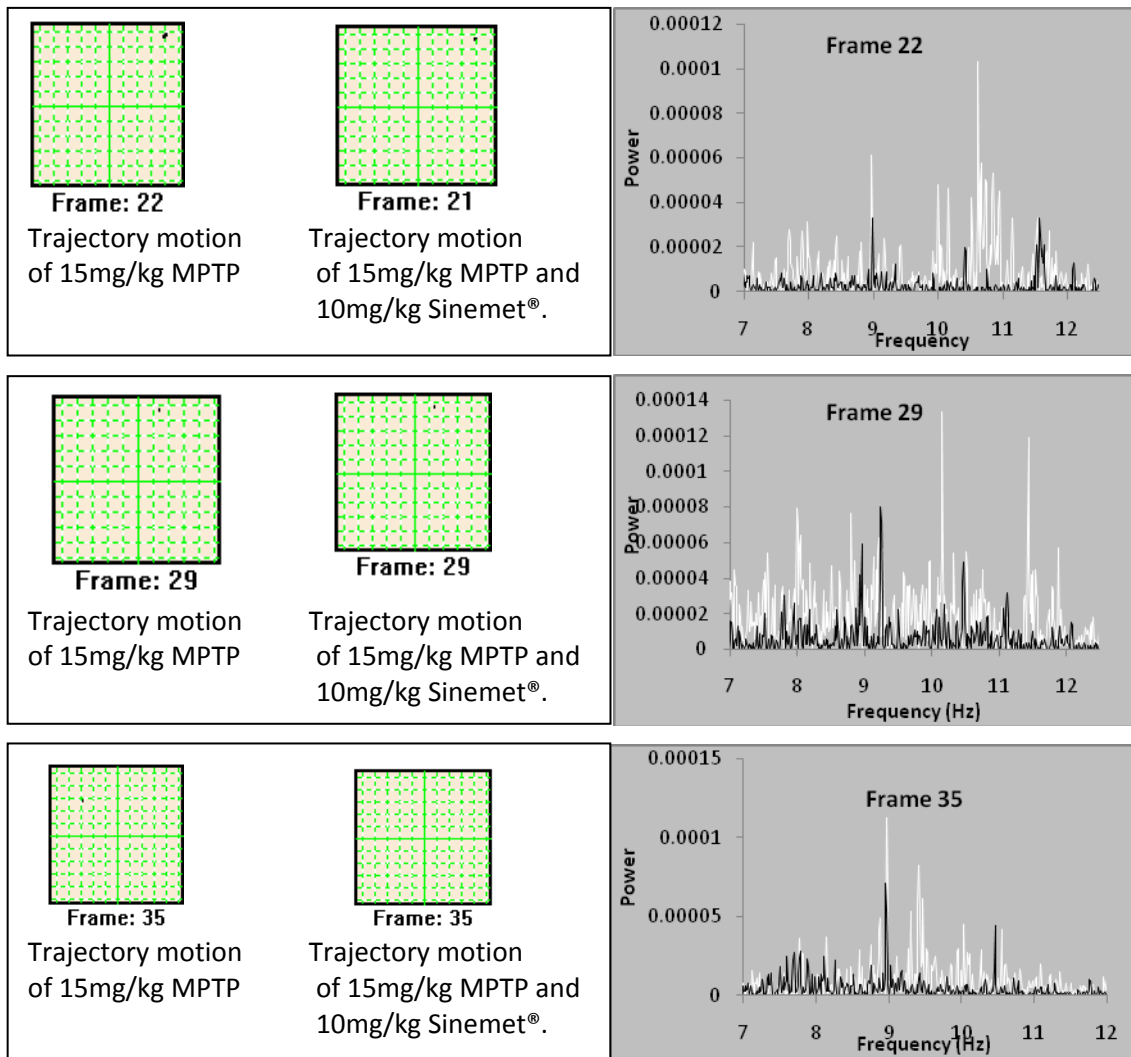 Frame: 22
Trajectory motion
of 15mg/kg MPTP
Frame: 21
Trajectory motion
of 15mg/kg MPTP and
10mg/kg Sinemet®.
Frame 22
Power
0.00012
0.0001
0.00008
0.00006
0.00004
0.00002
0
7 8 9 10 11 12
Frequency
Frame: 29
Trajectory motion
of 15mg/kg MPTP
Frame: 29
Trajectory motion
of 15mg/kg MPTP and
10mg/kg Sinemet®.
Frame 29
Power
0.00014
0.00012
0.0001
0.00008
0.00006
0.00004
0.00002
0
7 8 9 10 11 12
Frequency (Hz)
Frame: 35
Trajectory motion
of 15mg/kg MPTP
Frame: 35
Trajectory motion
of 15mg/kg MPTP and
10mg/kg Sinemet®.
Frame 35
Power
0.00015
0.0001
0.00005
0
7 8 9 10 11 12
Frequency (Hz)